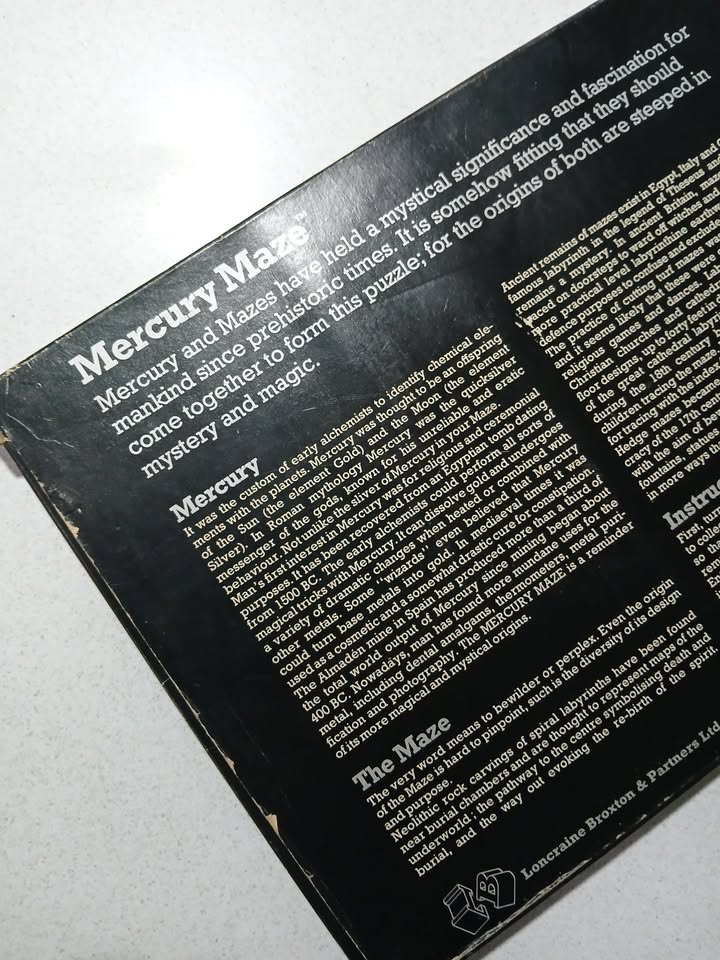 Mercury Maze™
Mercury and Mazes have held a mystical significance and fascination for
mankind since prehistoric times. It is somehow fitting that they should
come together to form this puzzle; for the origins of both are steeped in
mystery and magic.
Mercury
It was the custom of early alchemists to identify chemical ele-
ments with the planets. Mercury was thought to be an offspring
of the Sun (the element Gold) and the Moon (the element
Silver). In Roman mythology Mercury was the quicksilver
messenger of the gods, known for his unreliable and eratic
behaviour. Not unlike the sliver of Mercury in your Maze.
Man's first interest in Mercury was for religious and ceremonial
purposes. It has been recovered from an Egyptian tomb dating
from 1500 BC. The early alchemists could perform all sorts of
magical tricks with Mercury. It can dissolve gold and undergoes
a variety of dramatic changes when heated or combined with
other metals. Some "wizards" even believed that Mercury
could turn base metals into gold, in mediaeval times it was
used as a cosmetic and a somewhat drastic cure for constipation.
The Almadén mine in Spain has produced more than a third of
the total world output of Mercury since mining began about
400 BC. Nowadays, man has found more mundane uses for the
metal, including dental amalgams, thermometers, metal puri-
fication and photography. The MERCURY MAZE is a reminder
of its more magical and mystical origins.
The Maze
The very word means to bewilder or perplex. Even the origin
of the Maze is hard to pinpoint, such is the diversity of its design
and purpose.
Neolithic rock carvings of spiral labyrinths have been found
near burial chambers and are thought to represent maps of the
underworld; the pathway to the centre symbolising death and
burial, and the way out evoking the re-birth of the spirit.
Ancient remains of mazes exist in Egypt, Italy and
famous labyrinth in the legend of Theseus
remains a mystery. In ancient Britain,
placed on doorsteps to ward off witches and
more practical level labyrinthine
defence purposes to confuse and
The practice of cutting turf mazes
and it seems likely that these were
religious games and dances.
Christian churches and
floor designs, up to forty feet
of the great cathedral
during the 18th century
children tracing the maze
for tracing with the
Hedge mazes became
cracy of the 17th
with the aim of
in more ways
First, turn
to
so
Loncraine Broxton & Partners Ltd